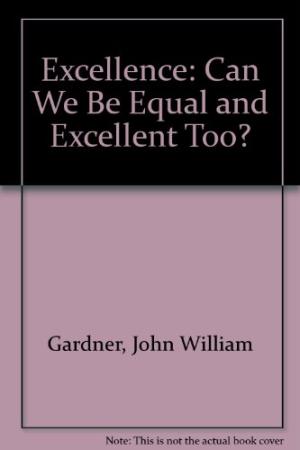 Excellence: Can
We Be Equal and
Excellent Too?
Gardner, John William
Note: This is not the actual book cover